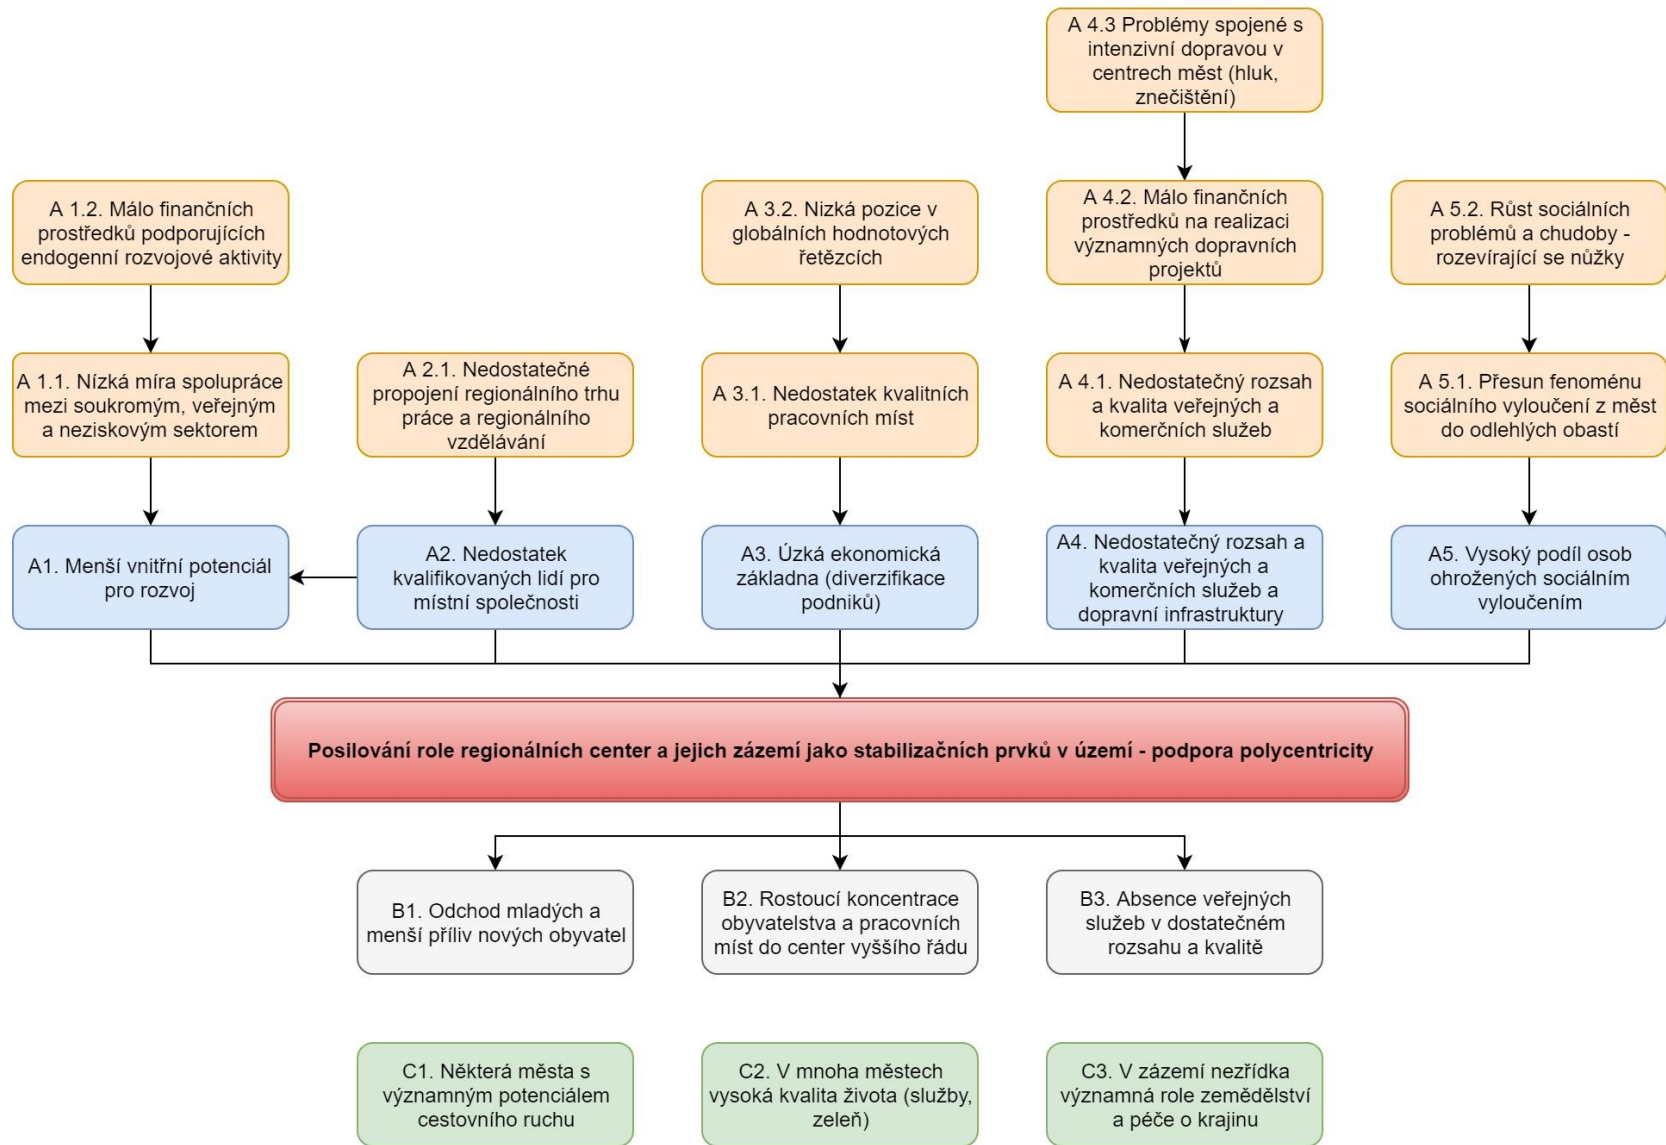 A 4.3 Problémy spojené s
intenzivní dopravou v
centrech měst (hluk,
znečištění)
A 1.2. Málo finančních
prostředků podporujících
endogenní rozvojové aktivity
A 3.2. Nizká pozice v
globálních hodnotových
řetězcích
A 4.2. Málo finančních
prostředků na realizaci
významných dopravních
projektů
A 5.2. Růst sociálních
problémů a chudoby -
rozevírající se nůžky
A 1.1. Nízká míra spolupráce
mezi soukromým, veřejným
a neziskovým sektorem
A 2.1. Nedostatečné
propojení regionálního trhu
práce a regionálního
vzdělávání
A 3.1. Nedostatek kvalitních
pracovních míst
A 4.1. Nedostatečný rozsah
a kvalita veřejných a
komerčních služeb
A 5.1. Přesun fenoménu
sociálního vyloučení z měst
do odlehlých obastí
A1. Menší vnitřní potenciál
pro rozvoj
A2. Nedostatek
kvalifikovaných lidí pro
místní společnosti
A3. Úzká ekonomická
základna (diverzifikace
podniků)
A4. Nedostatečný rozsah a
kvalita veřejných a
komerčních služeb a
dopravní infrastruktury
A5. Vysoký podíl osob
ohrožených sociálním
vyloučením
Posilování role regionálních center a jejich zázemí jako stabilizačních prvků v území - podpora polycentricity
B1. Odchod mladých a
menší příliv nových obyvatel
B2. Rostoucí koncentrace
obyvatelstva a pracovních
míst do center vyššího řádu
B3. Absence veřejných
služeb v dostatečném
rozsahu a kvalitě
C1. Některá města s
významným potenciálem
cestovního ruchu
C2. V mnoha městech
vysoká kvalita života (služby,
zeleň)
C3. V zázemí nezřídka
významná role zemědělství
a péče o krajinu